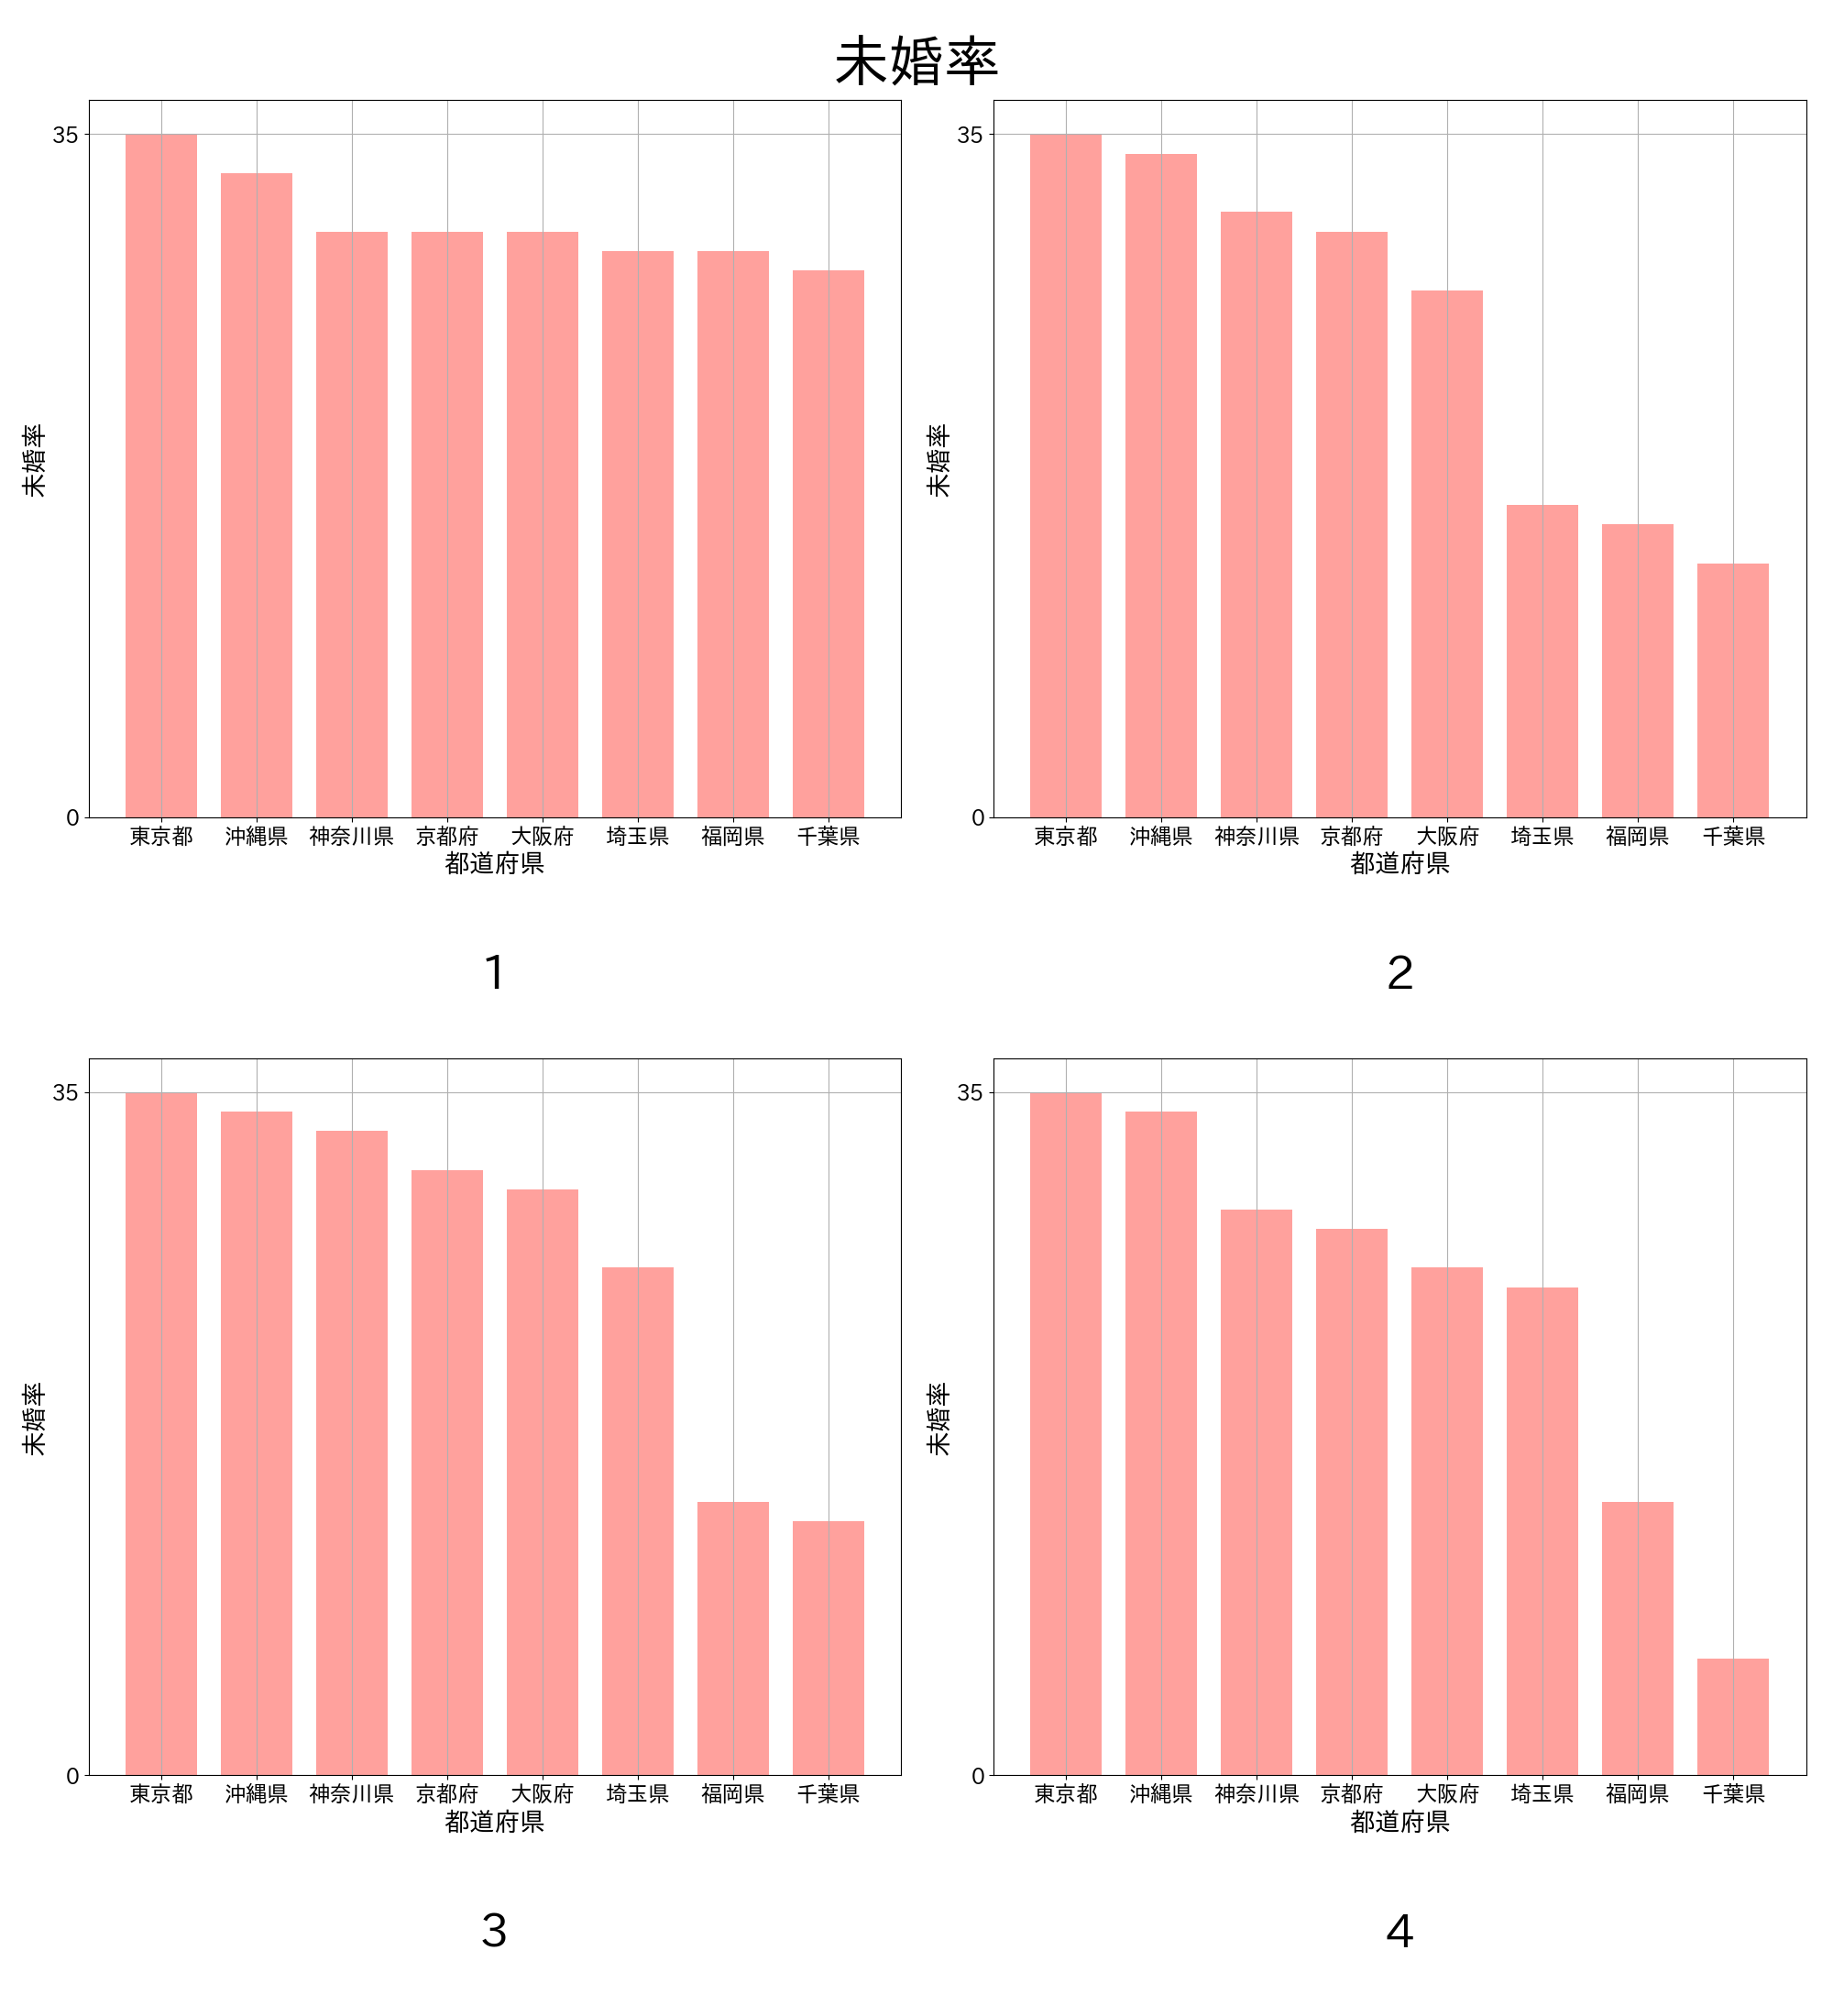 未婚率
35
0
未婚率
東京都 沖縄県 神奈川県 京都府 大阪府 埼玉県 福岡県 千葉県
都道府県
1
35
0
未婚率
東京都 沖縄県 神奈川県 京都府 大阪府 埼玉県 福岡県 千葉県
都道府県
2
35
0
未婚率
東京都 沖縄県 神奈川県 京都府 大阪府 埼玉県 福岡県 千葉県
都道府県
3
35
0
未婚率
東京都 沖縄県 神奈川県 京都府 大阪府 埼玉県 福岡県 千葉県
都道府県
4